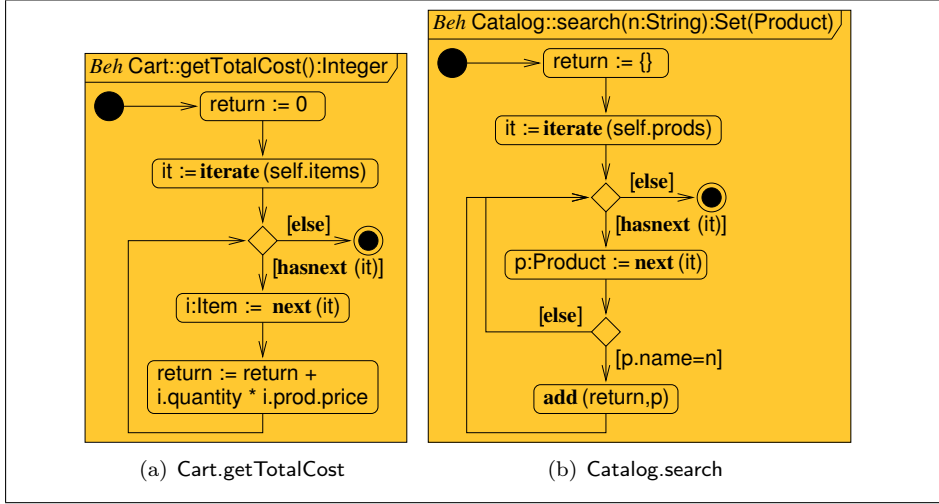 Beh Cart::getTotalCost():Integer
return := 0
it := iterate (self.items)
[else]
[hasnext (it)]
i:Item := next (it)
return := return +
i.quantity * i.prod.price
(a) Cart.getTotalCost
Beh Catalog::search(n:String):Set(Product)
return := {}
it := iterate (self.prods)
[else]
[hasnext (it)]
p:Product := next (it)
[else]
[p.name=n]
add (return,p)
(b) Catalog.search